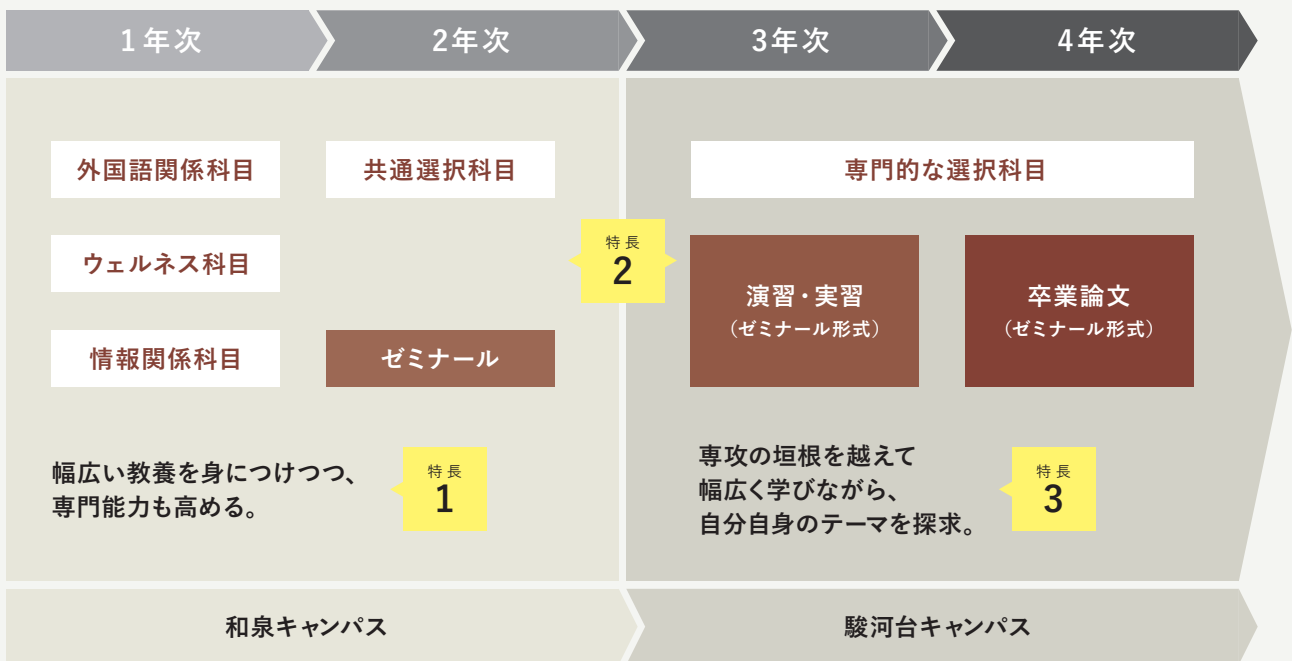 1年次
2年次
3年次
4年次
外国語関係科目
共通選択科目
ウェルネス科目
情報関係科目
ゼミナール
幅広い教養を身につけつつ、
専門能力も高める。
特長
1
特長
2
専門的な選択科目
演習・実習
（ゼミナール形式）
卒業論文
（ゼミナール形式）
専攻の垣根を越えて
幅広く学びながら、
自分自身のテーマを探求。
特長
3
和泉キャンパス
駿河台キャンパス